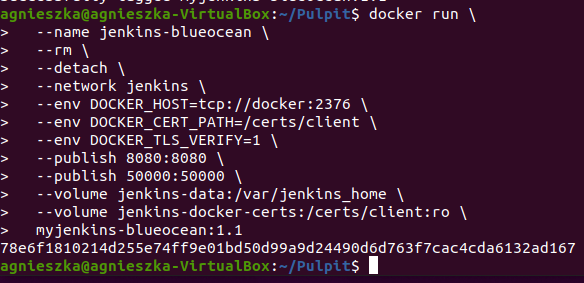 agnieszka@agnieszka-VirtualBox:~/Pulpit$ docker run \
>   --name jenkins-blueocean \
>   --rm \
>   --detach \
>   --network jenkins \
>   --env DOCKER_HOST=tcp://docker:2376 \
>   --env DOCKER_CERT_PATH=/certs/client \
>   --env DOCKER_TLS_VERIFY=1 \
>   --publish 8080:8080 \
>   --publish 50000:50000 \
>   --volume jenkins-data:/var/jenkins_home \
>   --volume jenkins-docker-certs:/certs/client:ro \
>   myjenkins-blueocean:1.1
78e6f1810214d255e74ff9e01bd50d99a9d24490d6d763f7cac4cda6132ad167
agnieszka@agnieszka-VirtualBox:~/Pulpit$